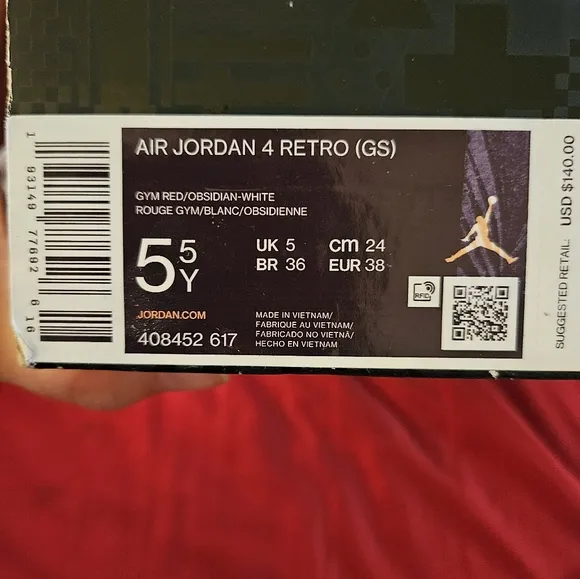 AIR JORDAN 4 RETRO (GS)
GYM RED/OBSIDIAN-WHITE
ROUGE GYM/BLANC/OBSIDIENNE
5 5 Y
UK 5 cm 24
BR 36 EUR 38
RFID
JORDAN.COM
408452 617
MADE IN VIETNAM/
FABRIQUE AU VIETNAM/
FABRICADO NO VIETNÃ/
HECHO EN VIETNAM
1 93149 77692 6 16
SUGGESTED RETAIL: USD $140.00